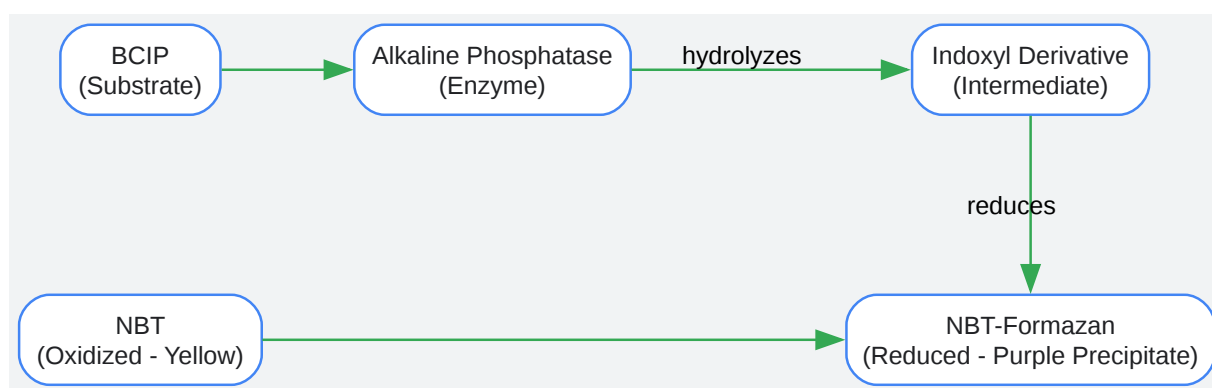 BCIP
(Substrate)
Alkaline Phosphatase
(Enzyme)
hydrolyzes
Indoxyl Derivative
(Intermediate)
reduces
NBT
(Oxidized - Yellow)
NBT-Formazan
(Reduced - Purple Precipitate)